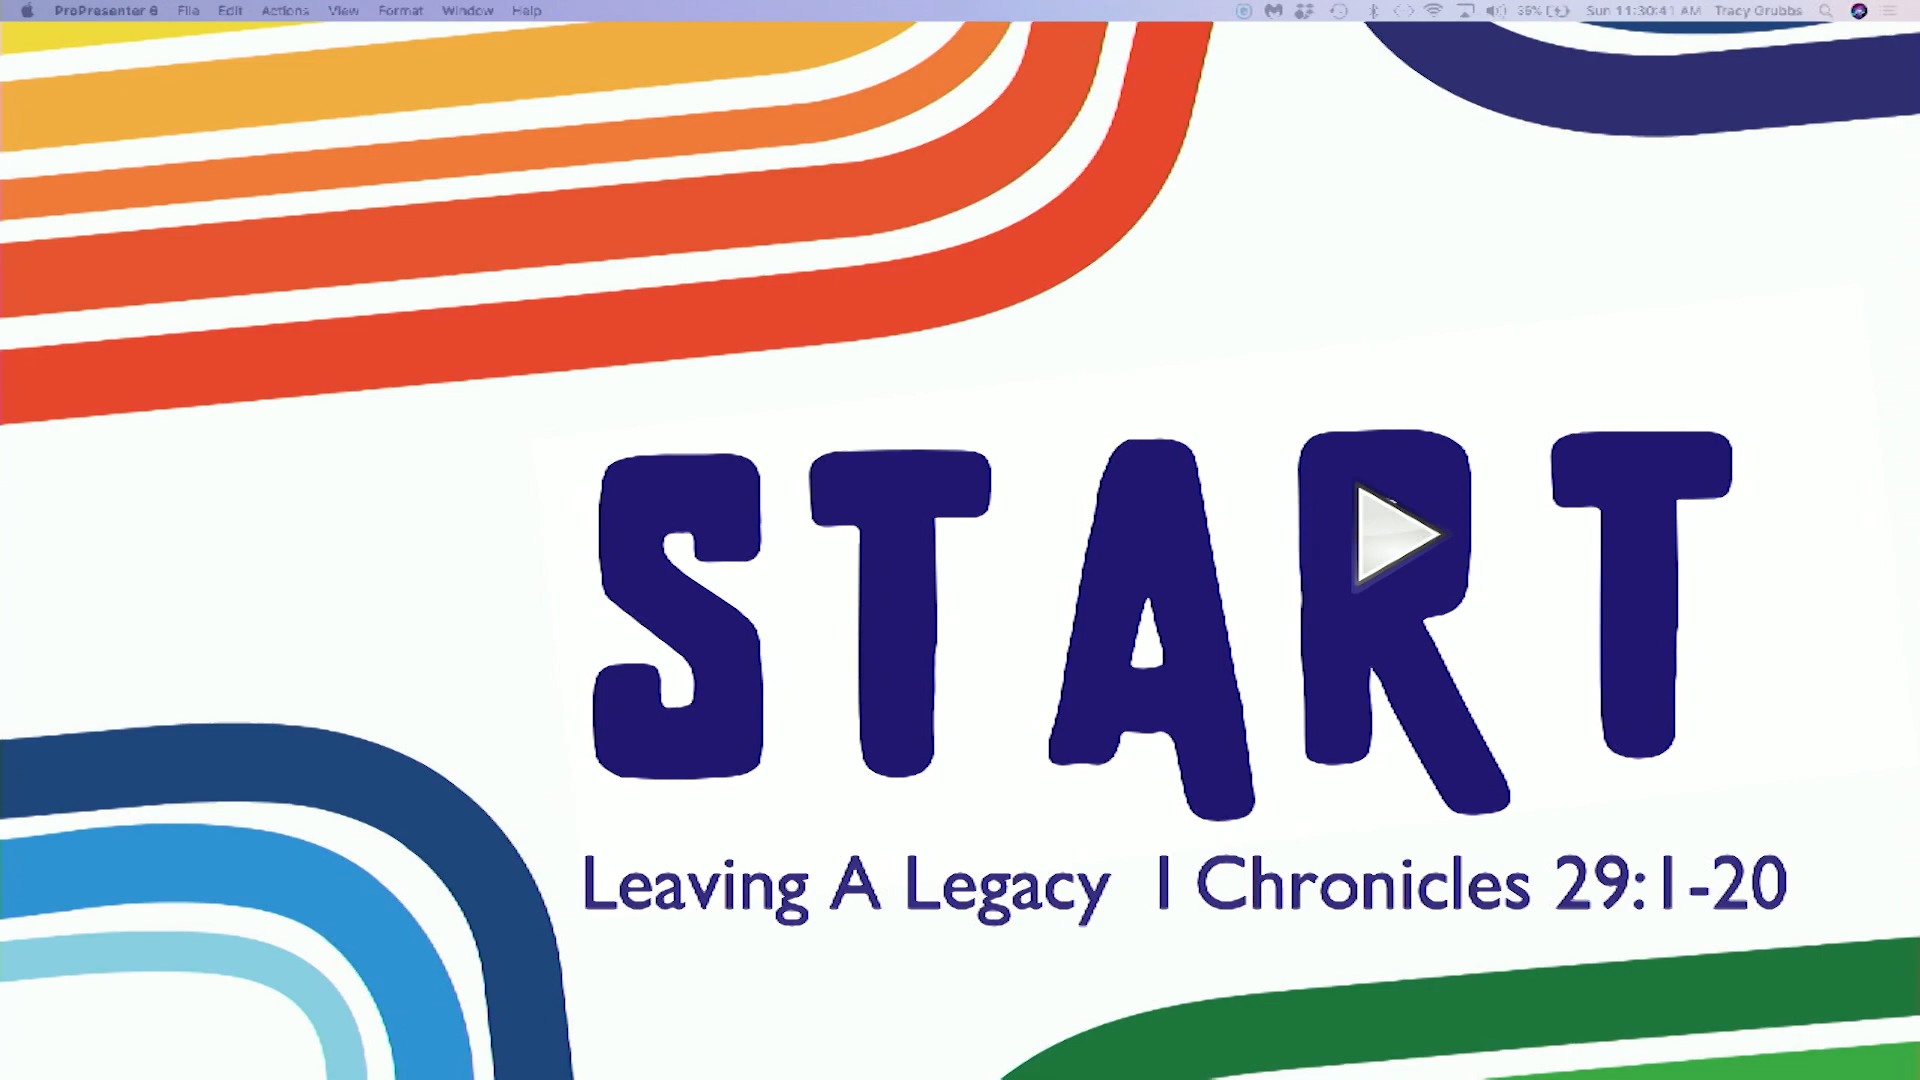 ProPresenter 6 File Edit Actions View Format Window Help 36% Sun 11:30:41 AM Tracy Grubbs
START
Leaving A Legacy I Chronicles 29:1-20